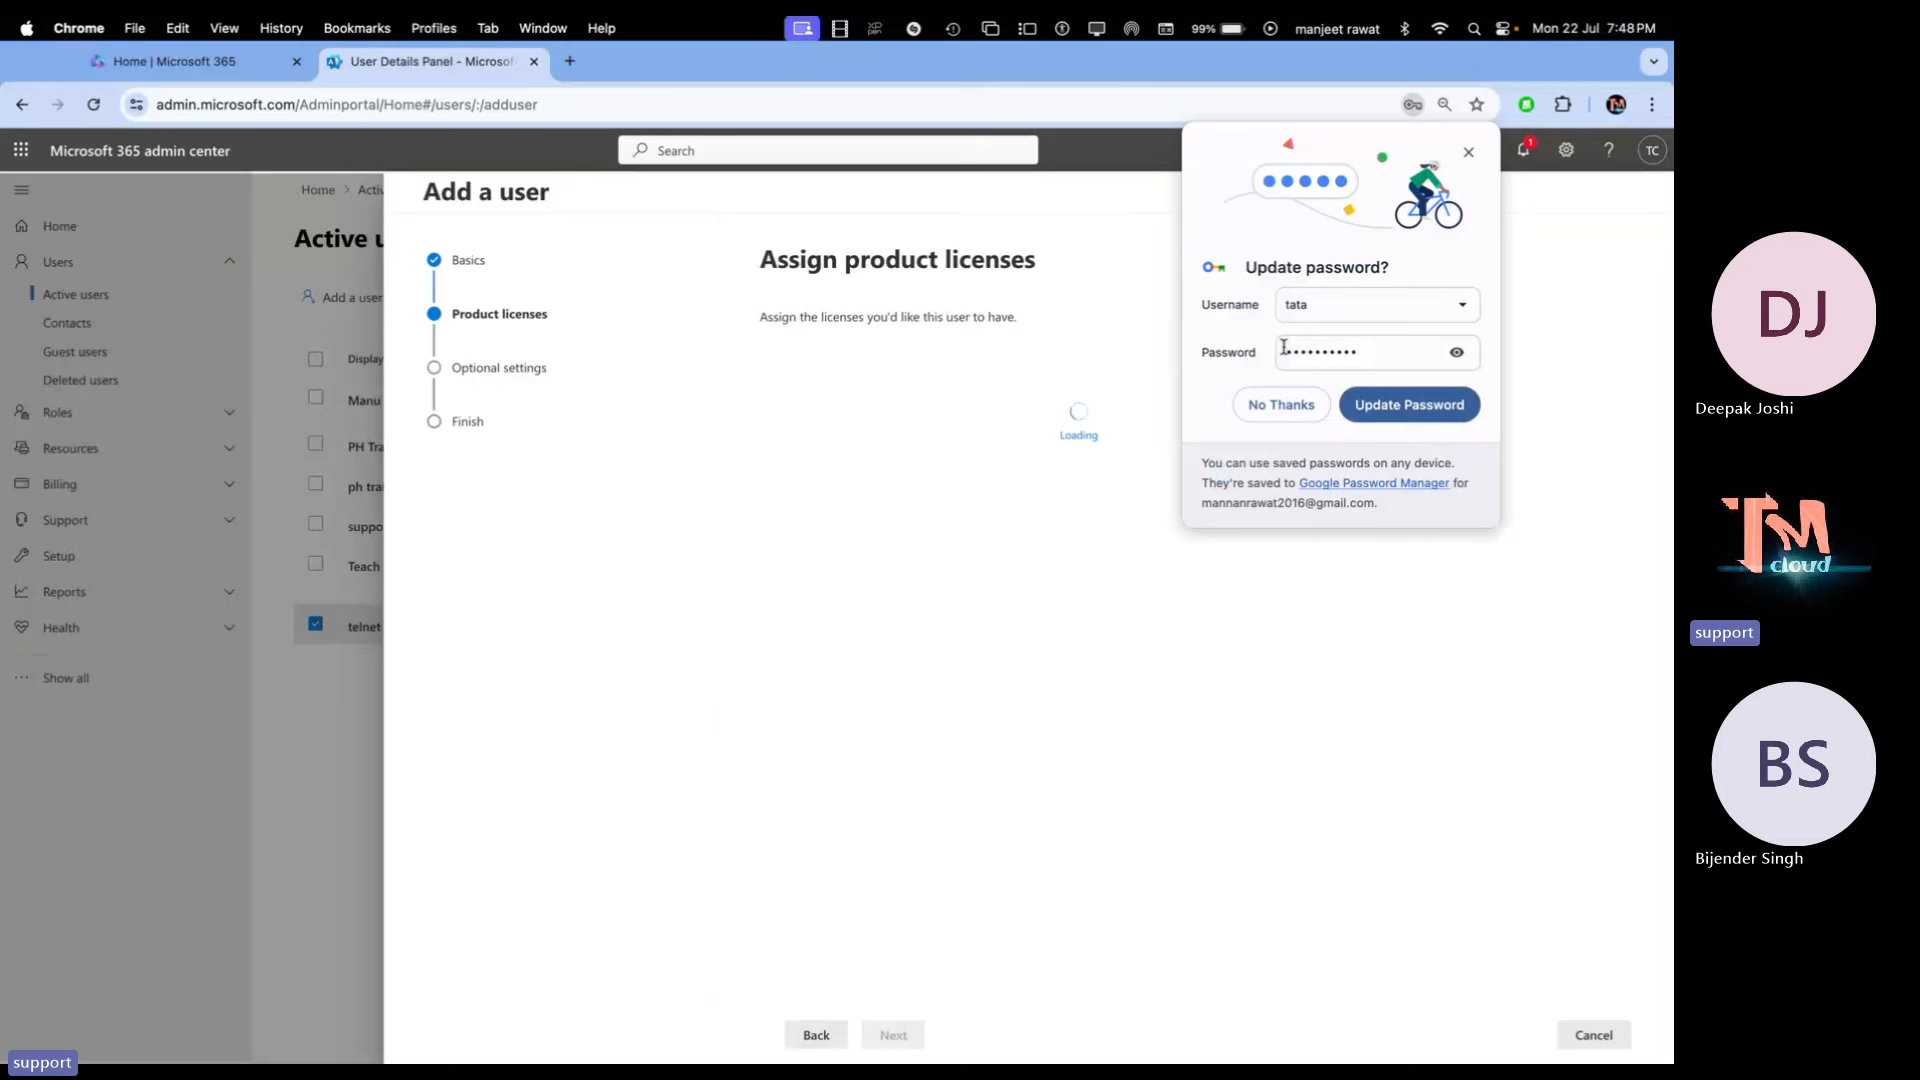 Chrome File Edit View History Bookmarks Profiles Tab Window Help
99% manjeet rawat Mon 22 Jul 7:48 PM
Home | Microsoft 365
User Details Panel - Microsof
admin.microsoft.com/Adminportal/Home#/users/:/adduser
Microsoft 365 admin center
Search
1
?
TC
Home
Users
Active users
Contacts
Guest users
Deleted users
Roles
Resources
Billing
Support
Setup
Reports
Health
Show all
Home > Activ
Active u
Add a user
Display
Manu
PH Tra
ph tra
suppo
Teach
telnet
Add a user
Basics
Product licenses
Optional settings
Finish
Assign product licenses
Assign the licenses you'd like this user to have.
Loading
Back
Next
Cancel
Update password?
Username tata
Password ••••••••••
No Thanks
Update Password
You can use saved passwords on any device.
They're saved to Google Password Manager for
mannanrawat2016@gmail.com.
DJ
Deepak Joshi
TM
cloud
support
BS
Bijender Singh
support